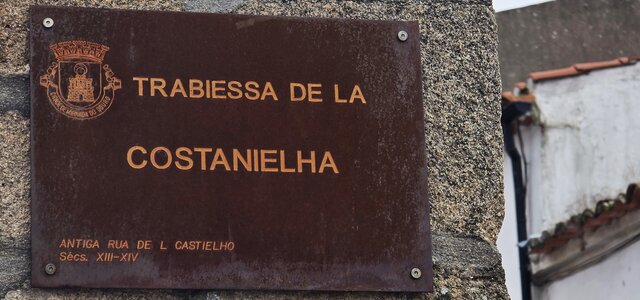 TRABIESSA DE LA
COSTANIELHA
ANTIGA RUA DE L CASTIELHO
Sécs. XIII-XIV